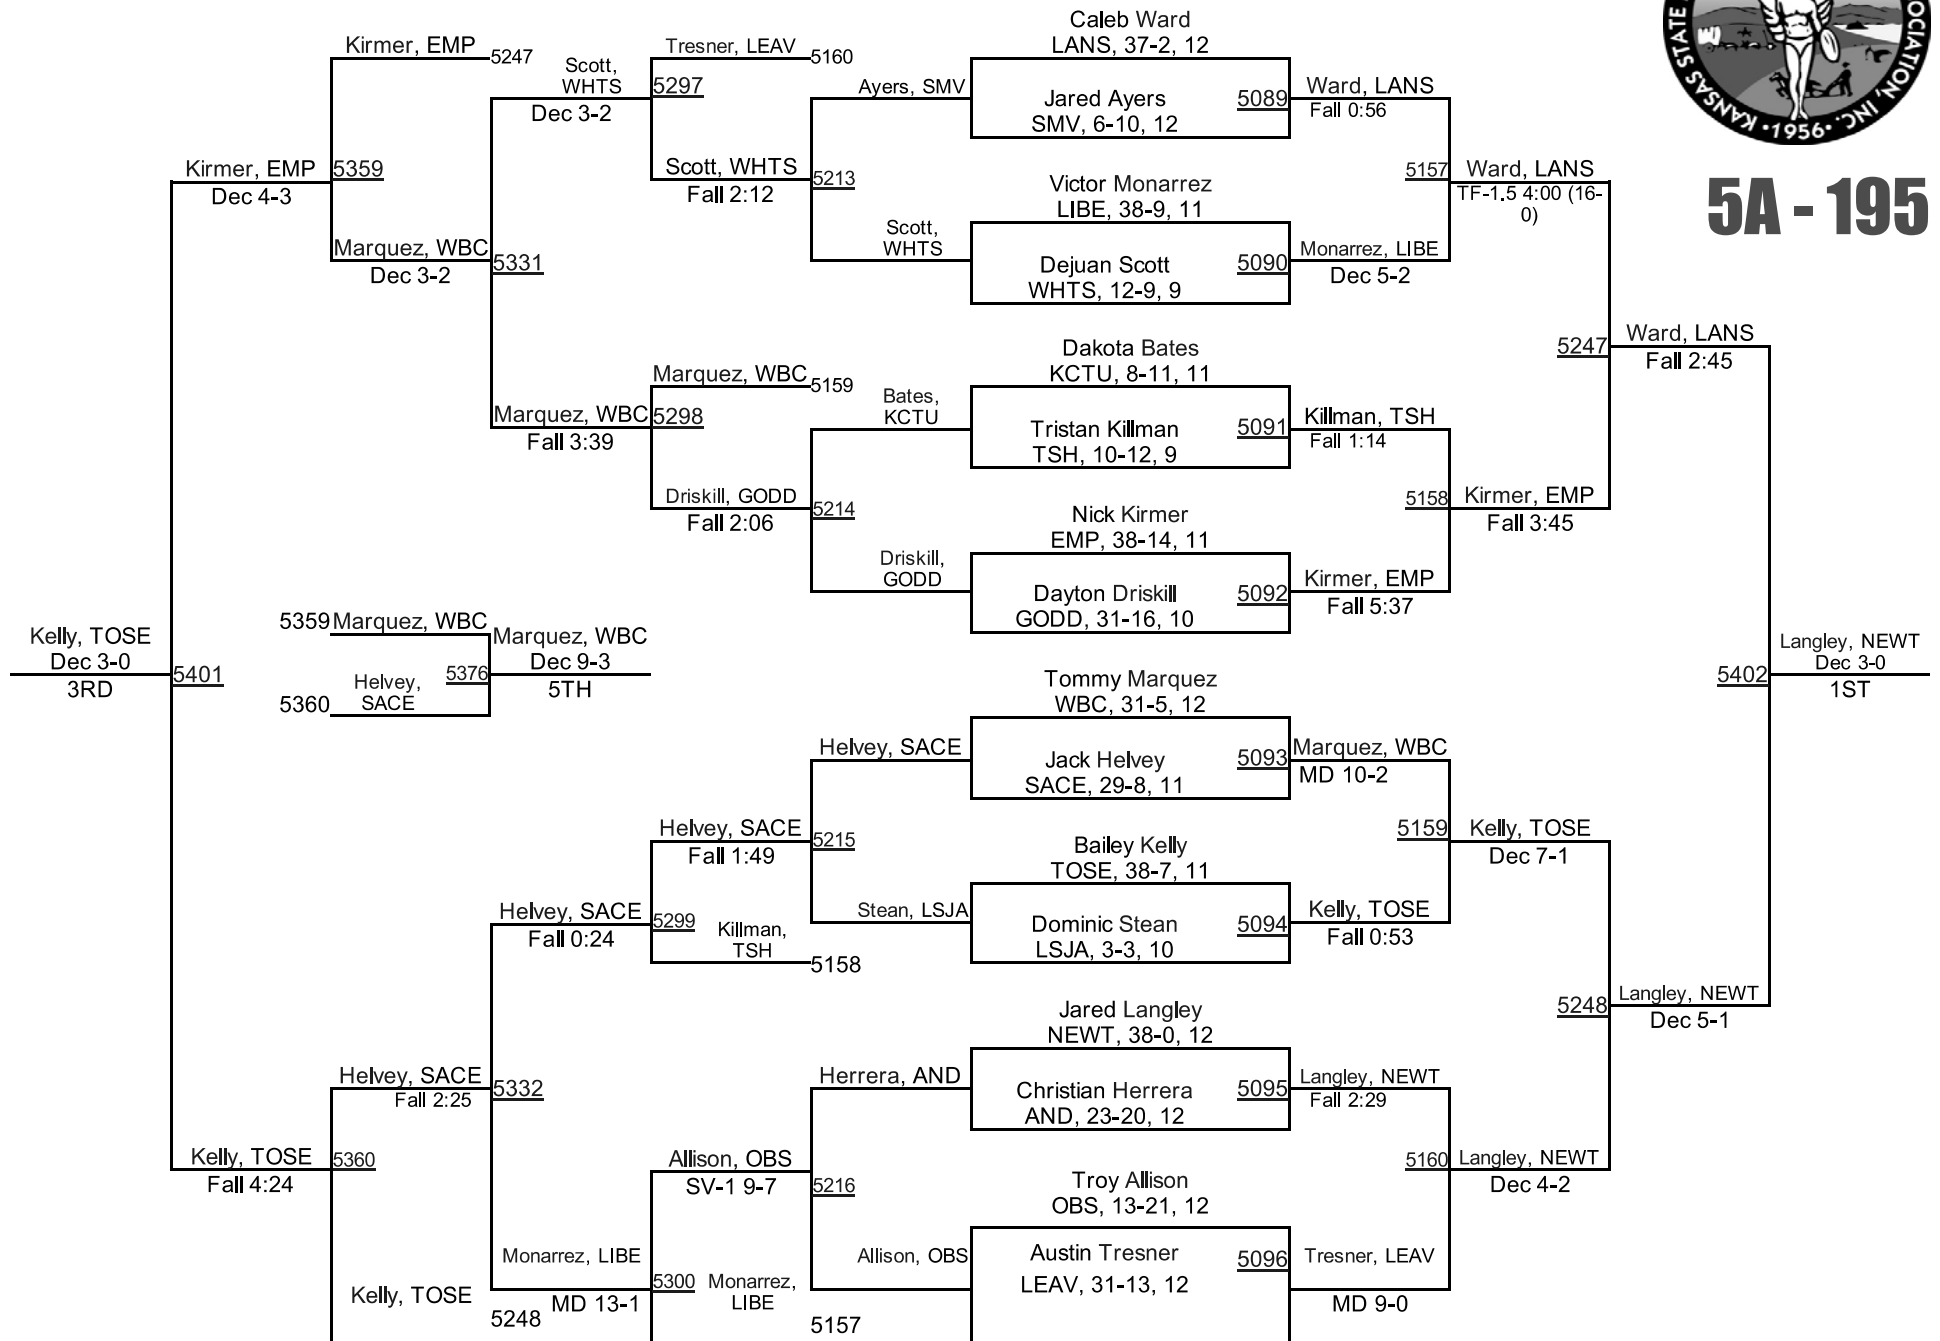 Kirmer, EMP
5247
Scott,
WHTS
Dec 3-2
5297
Tresner, LEAV
5160
Kirmer, EMP
Dec 4-3
5359
Marquez, WBC
Dec 3-2
5331
Scott, WHTS
Fall 2:12
5213
Ayers, SMV
Scott,
WHTS
Marquez, WBC
Fall 3:39
5298
Marquez, WBC
5159
Driskill, GODD
Fall 2:06
5214
Bates,
KCTU
Driskill,
GODD
Kelly, TOSE
Dec 3-0
3RD
5401
5359
Marquez, WBC
5360
Helvey,
SACE
5376
Marquez, WBC
Dec 9-3
5TH
Helvey, SACE
Stean, LSJA
Helvey, SACE
Fall 1:49
5215
Helvey, SACE
Fall 0:24
5299
Killman,
TSH
5158
Helvey, SACE
Fall 2:25
5332
Kelly, TOSE
Fall 4:24
5360
Allison, OBS
SV-1 9-7
5216
Herrera, AND
Allison, OBS
Monarrez, LIBE
MD 13-1
5300
Monarrez,
LIBE
5157
Kelly, TOSE
5248
Caleb Ward
LANS, 37-2, 12
Jared Ayers
SMV, 6-10, 12
5089
Ward, LANS
Fall 0:56
Victor Monarrez
LIBE, 38-9, 11
Dejuan Scott
WHTS, 12-9, 9
5090
Monarrez, LIBE
Dec 5-2
5157
Ward, LANS
TF-1.5 4:00 (16-
0)
Dakota Bates
KCTU, 8-11, 11
Tristan Killman
TSH, 10-12, 9
5091
Killman, TSH
Fall 1:14
Nick Kirmer
EMP, 38-14, 11
Dayton Driskill
GODD, 31-16, 10
5092
Kirmer, EMP
Fall 5:37
5158
Kirmer, EMP
Fall 3:45
5247
Ward, LANS
Fall 2:45
Tommy Marquez
WBC, 31-5, 12
Jack Helvey
SACE, 29-8, 11
5093
Marquez, WBC
MD 10-2
Bailey Kelly
TOSE, 38-7, 11
Dominic Stean
LSJA, 3-3, 10
5094
Kelly, TOSE
Fall 0:53
5159
Kelly, TOSE
Dec 7-1
Jared Langley
NEWT, 38-0, 12
Christian Herrera
AND, 23-20, 12
5095
Langley, NEWT
Fall 2:29
Troy Allison
OBS, 13-21, 12
Austin Tresner
LEAV, 31-13, 12
5096
Tresner, LEAV
MD 9-0
5160
Langley, NEWT
Dec 4-2
5248
Langley, NEWT
Dec 5-1
5402
Langley, NEWT
Dec 3-0
1ST
KANSAS STATE
OCIATION, INC.
•1956•
5A - 195